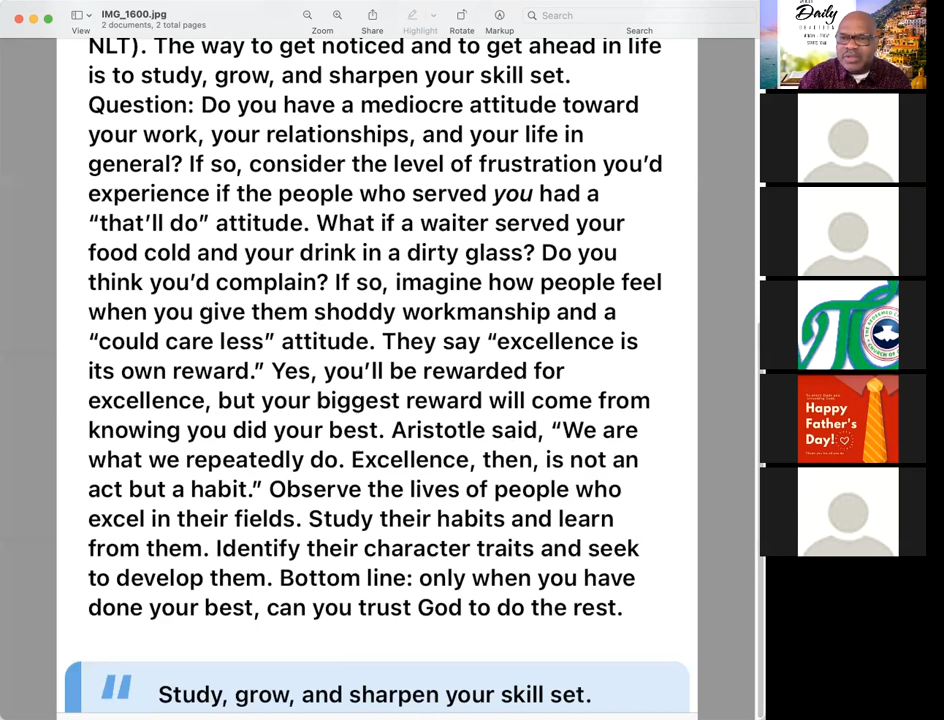 IMG_1600.jpg
2 documents, 2 total pages
View
Zoom
Share
Highlight
Rotate
Markup
Search
Search
NLT). The way to get noticed and to get ahead in life
is to study, grow, and sharpen your skill set.
Question: Do you have a mediocre attitude toward
your work, your relationships, and your life in
general? If so, consider the level of frustration you’d
experience if the people who served you had a
“that’ll do” attitude. What if a waiter served your
food cold and your drink in a dirty glass? Do you
think you’d complain? If so, imagine how people feel
when you give them shoddy workmanship and a
“could care less” attitude. They say “excellence is
its own reward.” Yes, you’ll be rewarded for
excellence, but your biggest reward will come from
knowing you did your best. Aristotle said, “We are
what we repeatedly do. Excellence, then, is not an
act but a habit.” Observe the lives of people who
excel in their fields. Study their habits and learn
from them. Identify their character traits and seek
to develop them. Bottom line: only when you have
done your best, can you trust God to do the rest.
Study, grow, and sharpen your skill set.
Daily
THE REDEEMED
CHURCH OF
Happy
Father's
Day!